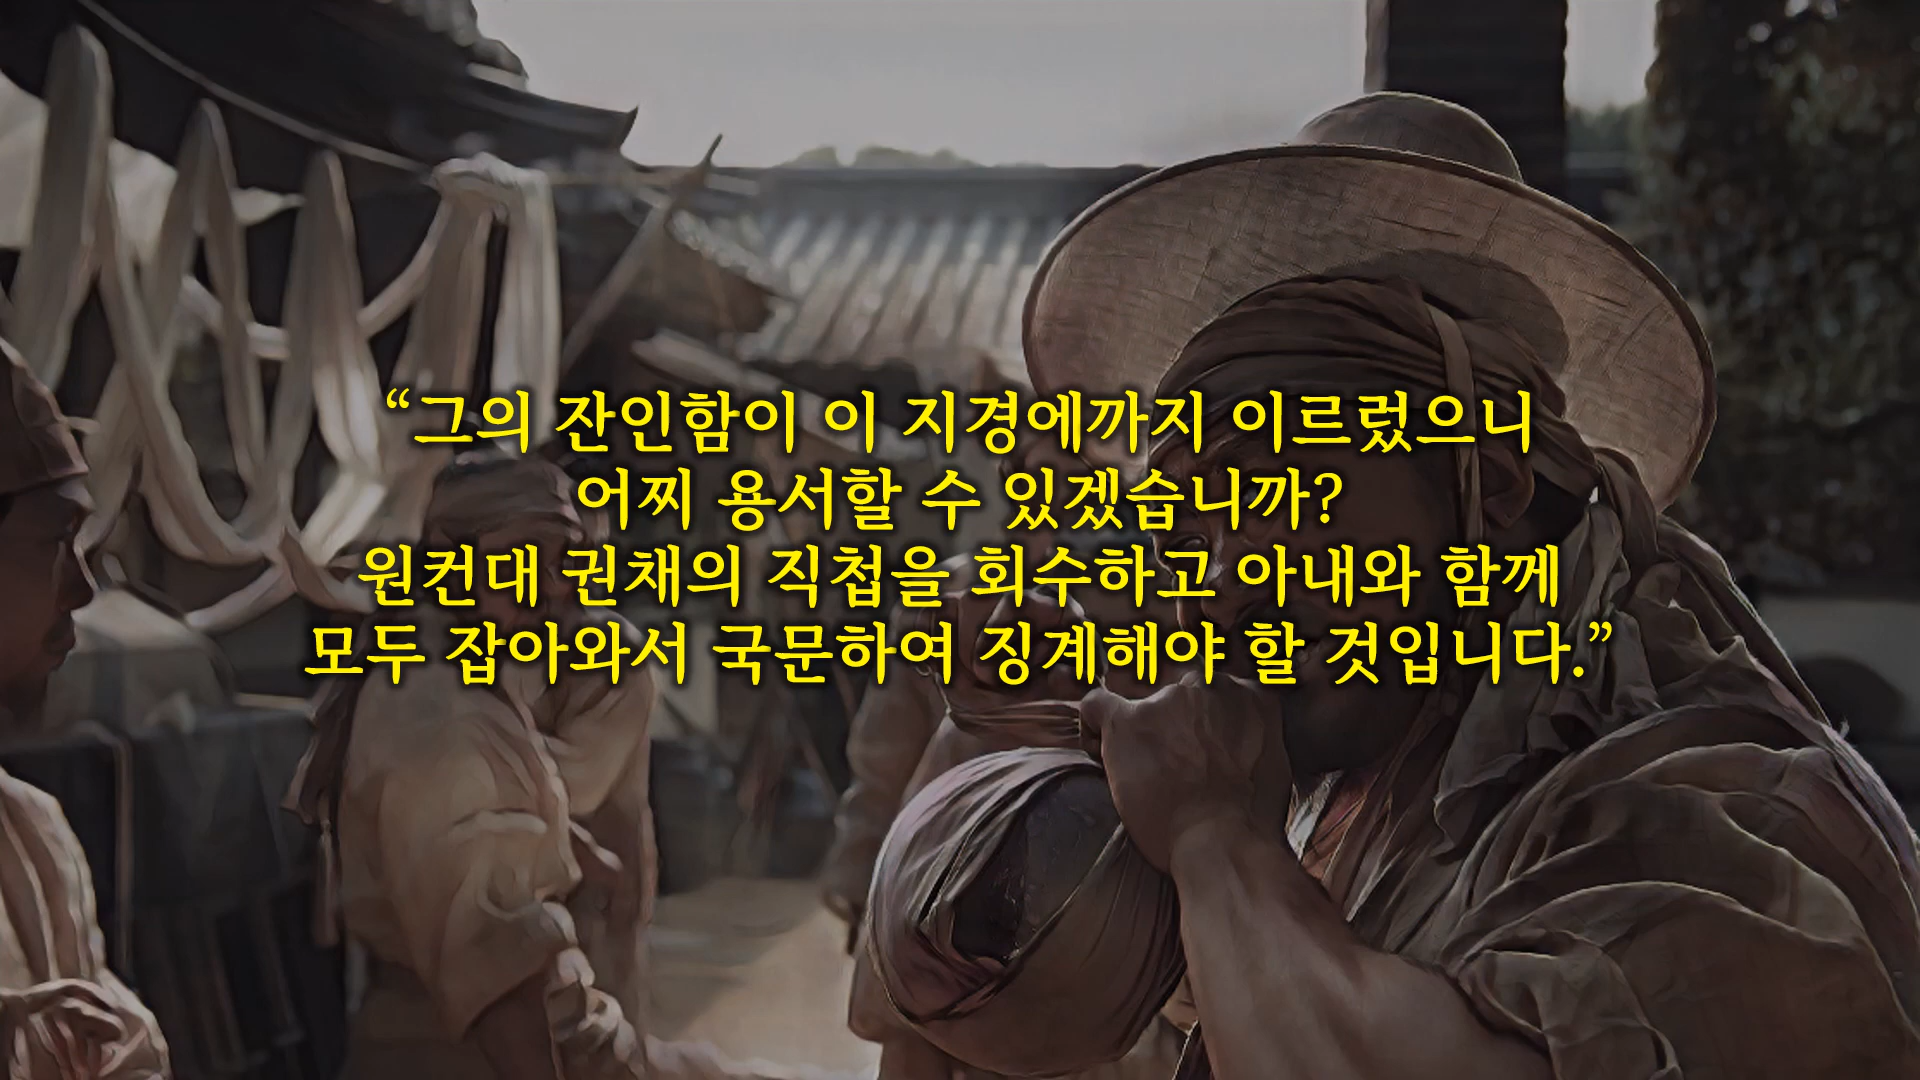 “그의 잔인함이 이 지경에까지 이르렀으니
어찌 용서할 수 있겠습니까?
원컨대 권채의 직첩을 회수하고 아내와 함께
모두 잡아와서 국문하여 징계해야 할 것입니다.”